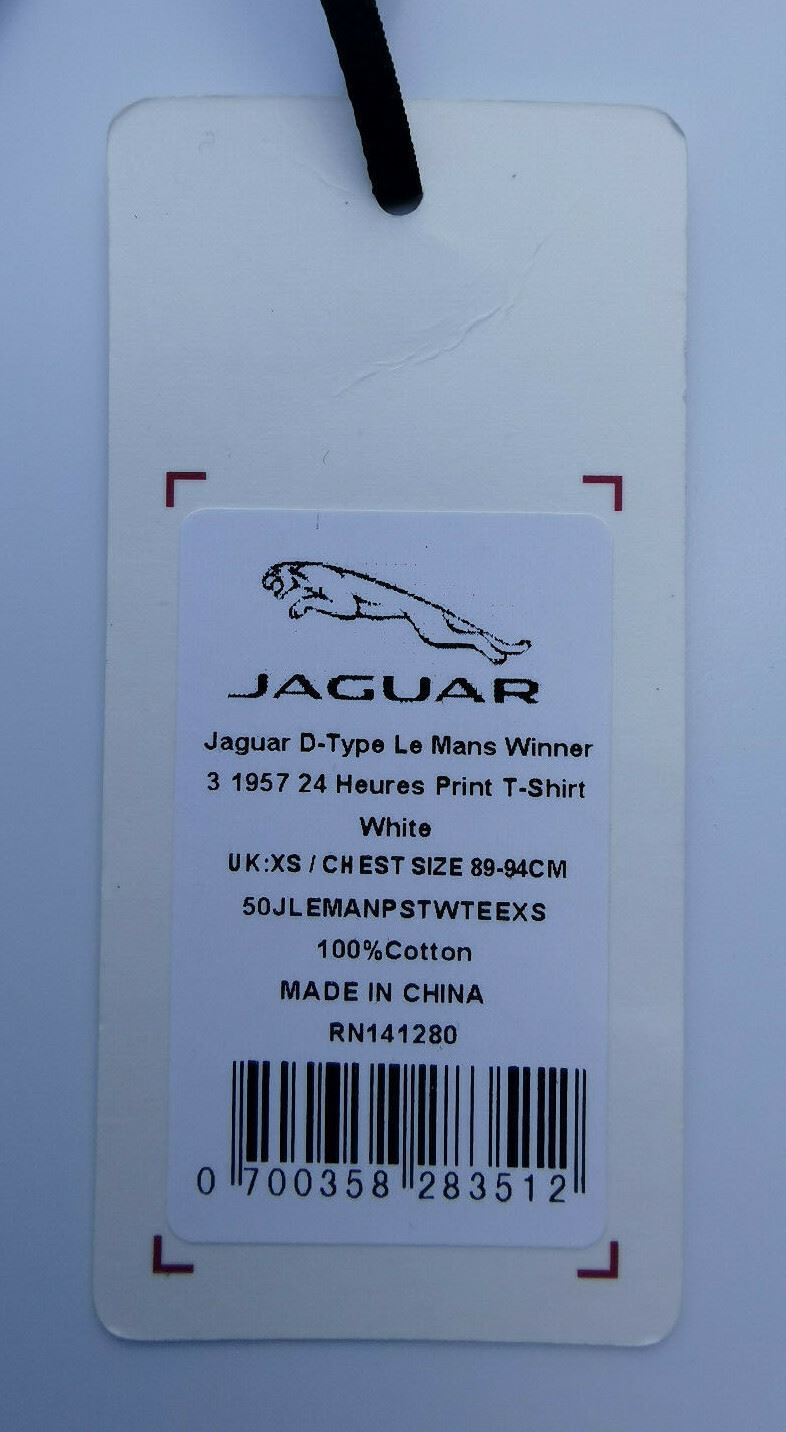 JAGUAR
Jaguar D-Type Le Mans Winner
3 1957 24 Heures Print T-Shirt
White
UK:XS / CHEST SIZE 89-94CM
50JLEMANPSTWTEEXS
100%Cotton
MADE IN CHINA
RN141280
0 700358 283512